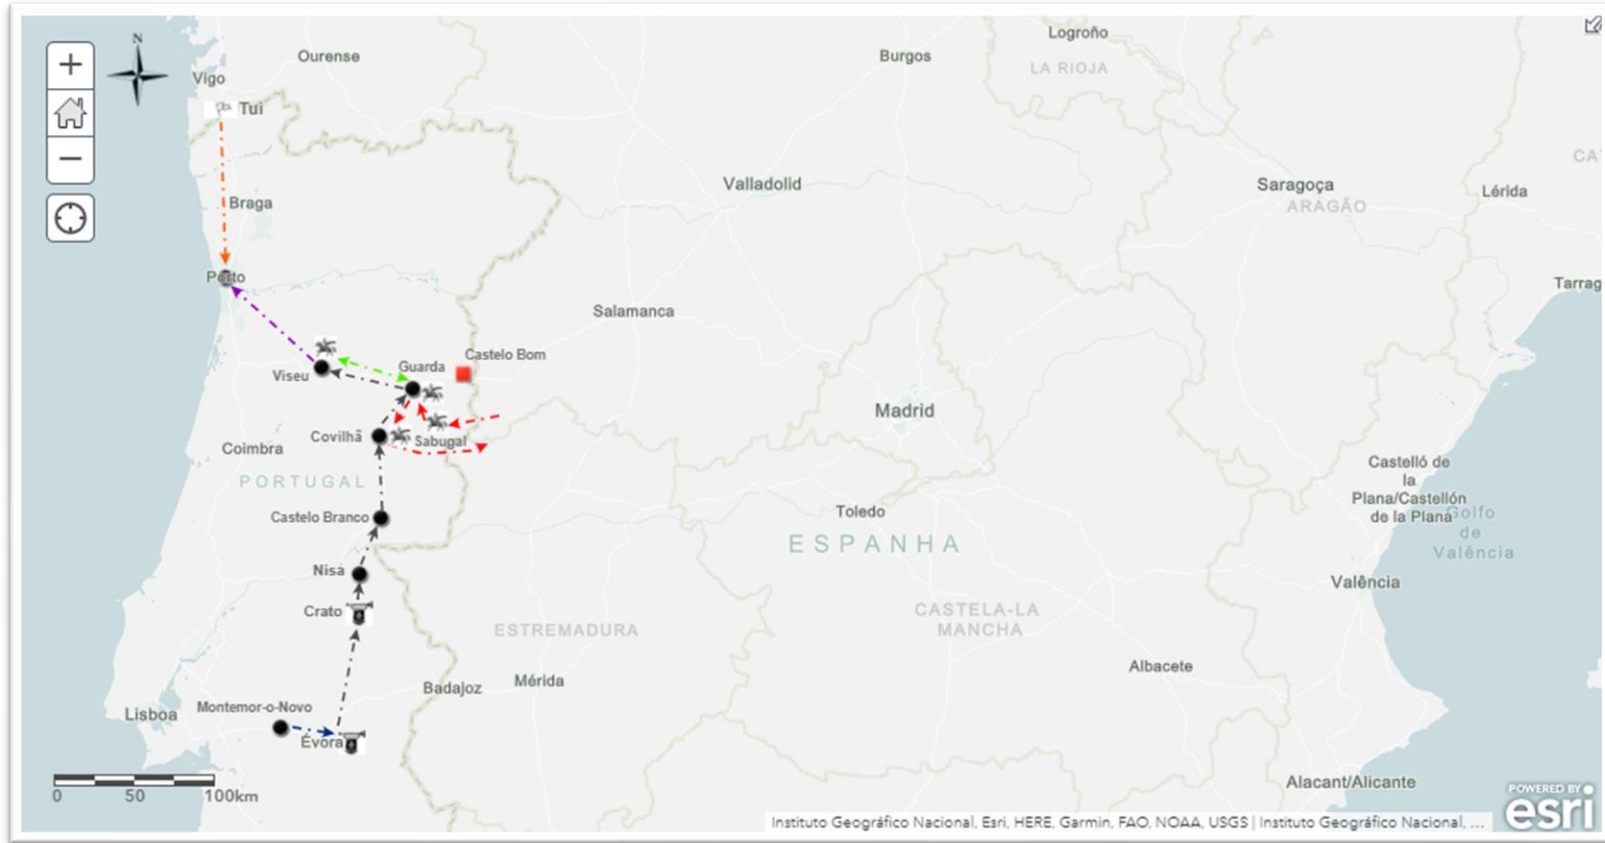 N
Ourense
Burgos
Logroño
LA RIOJA
Vigo
Tui
Braga
Valladolid
Saragoça
ARAGÃO
Lérida
Porto
Tarrag
Salamanca
Castelo Bom
Guarda
Viseu
Madrid
Covilhã
Sabugal
Coimbra
PORTUGAL
Castelló de
la
Plana/Castellón
de la Plana
Golfo
de
Valência
Castelo Branco
Toledo
ESPANHA
Nisa
Valência
Crato
ESTREMADURA
CASTELA-LA
MANCHA
Albacete
Badajoz
Mérida
Lisboa
Montemor-o-Novo
Évora
Alacant/Alicante
0 50 100km
POWERED BY
esri
Instituto Geográfico Nacional, Esri, HERE, Garmin, FAO, NOAA, USGS | Instituto Geográfico Nacional, ...